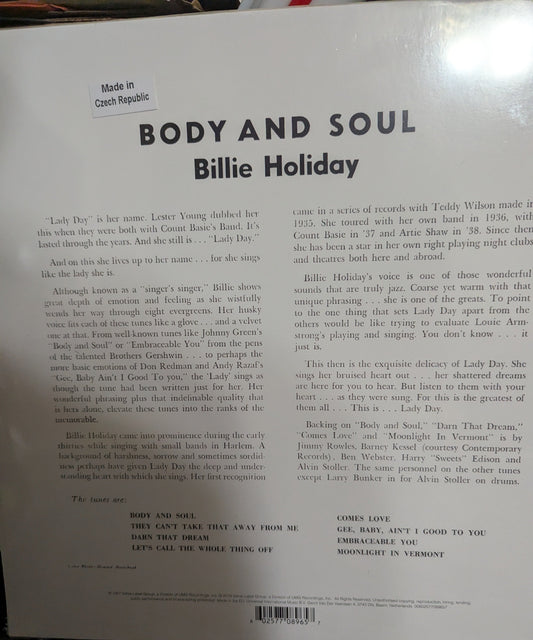 Made in
Czech Republic
BODY AND SOUL
Billie Holiday
"Lady Day" is her name. Lester Young dubbed her
this when they were both with Count Basie's Band. It's
lasted through the years. And she still is . . . "Lady Day."
And on this she lives up to her name . . . for she sings
like the lady she is.
Although known as a "singer's singer," Billie shows
great depth of emotion and feeling as she wistfully
wends her way through eight evergreens. Her husky
voice fits each of these tunes like a glove . . . and a velvet
one at that. From well-known tunes like Johnny Green's
"Body and Soul" or "Embraceable You" from the pens
of the talented Brothers Gershwin . . . to perhaps the
more basic emotions of Don Redman and Andy Razaf's
"Gee, Baby Ain't I Good To You," the 'Lady' sings as
though the tune had been written just for her. Her
wonderful phrasing plus that indefinable quality that
is hers alone, elevate these tunes into the ranks of the
memorable.
Billie Holiday came into prominence during the early
thirties while singing with small bands in Harlem. A
background of harshness, sorrow and sometimes sordid-
ness perhaps have given Lady Day the deep and under-
standing heart with which she sings. Her first recognition
came in a series of records with Teddy Wilson made in
1935. She toured with her own band in 1936, with
Count Basie in '37 and Artie Shaw in '38. Since then
she has been a star in her own right playing night clubs
and theatres both here and abroad.
Billie Holiday's voice is one of those wonderful
sounds that are truly jazz. Coarse yet warm with that
unique phrasing . . . she is one of the greats. To point
to the one thing that sets Lady Day apart from the
others would be like trying to evaluate Louie Arm-
strong's playing and singing. You don't know . . . it
just is.
This then is the exquisite delicacy of Lady Day. She
sings her bruised heart out . . . her shattered dreams
are here for you to hear. But listen to them with your
heart . . . as they were sung. For this is the greatest of
them all . . . This is . . . Lady Day.
Backing on "Body and Soul," "Darn That Dream,"
"Comes Love" and "Moonlight In Vermont" is by
Jimmy Rowles, Barney Kessel (courtesy Contemporary
Records), Ben Webster, Harry "Sweets" Edison and
Alvin Stoller. The same personnel on the other tunes
except Larry Bunker in for Alvin Stoller on drums.
The tunes are:
BODY AND SOUL
THEY CAN'T TAKE THAT AWAY FROM ME
DARN THAT DREAM
LET'S CALL THE WHOLE THING OFF
COMES LOVE
GEE, BABY, AIN'T I GOOD TO YOU
EMBRACEABLE YOU
MOONLIGHT IN VERMONT
6 02577 08965 7